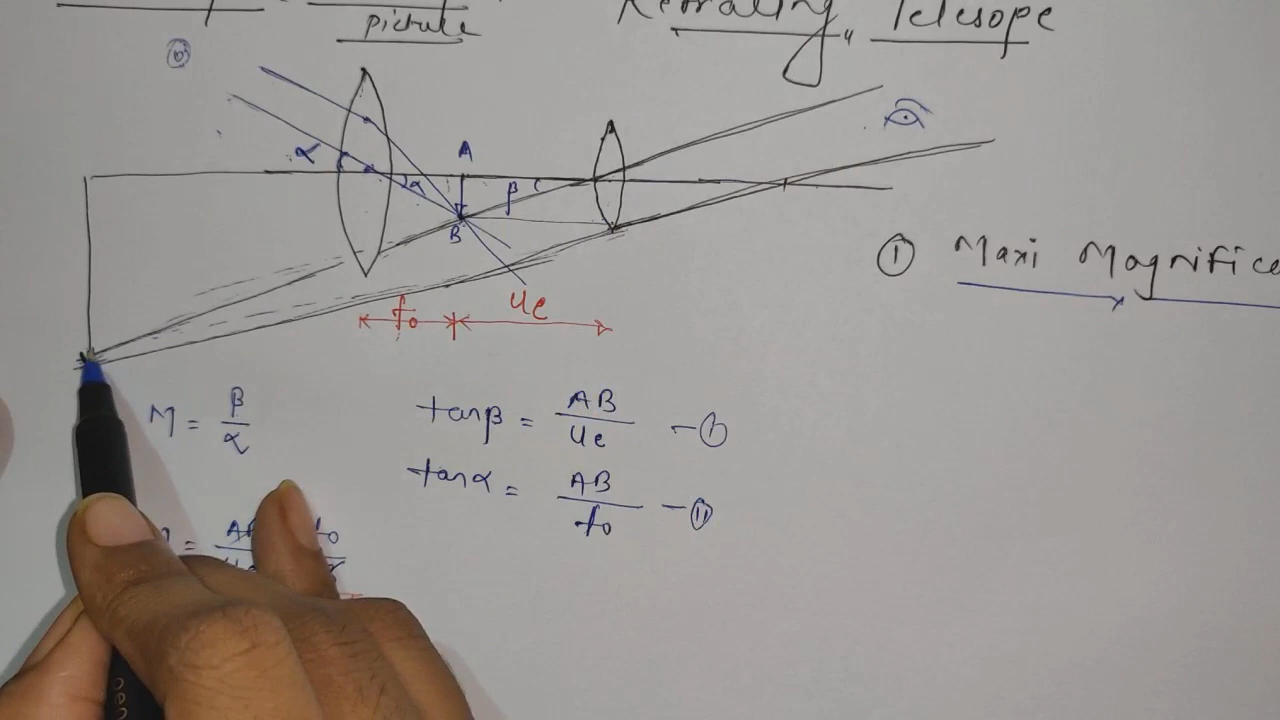 picture
Telesope
α
A
α
β
B
fo
ue
① Maxi Magnifice
M = β/α
tanβ = AB/ue -①
tanα = AB/fo -②